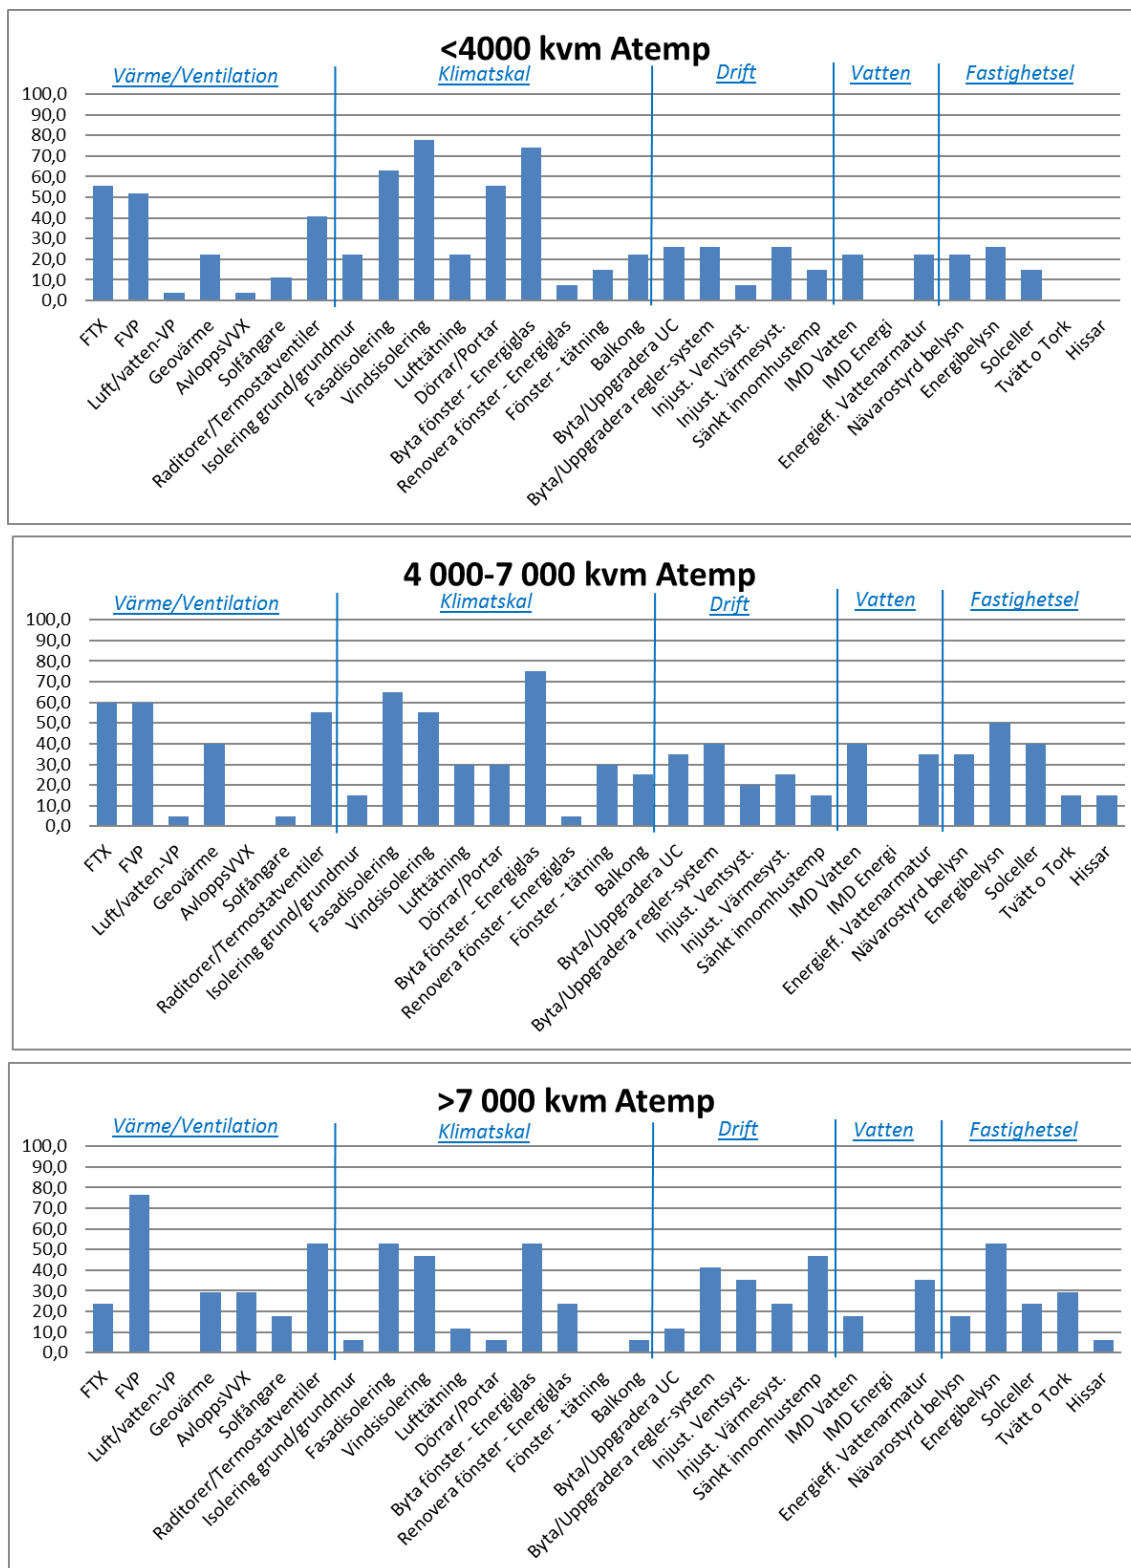 <4000 kvm Atemp
Värme/Ventilation Klimatskal Drift Vatten Fastighetsel
100,0
90,0
80,0
70,0
60,0
50,0
40,0
30,0
20,0
10,0
0,0
FTX
FVP
Luft/vatten-VP
Geovärme
AvloppsVVX
Solfångare
Raditorer/Termostatventiler
Isolering grund/grundmur
Fasadisolering
Vindsisolering
Lufttätning
Dörrar/Portar
Byta fönster - Energiglas
Renovera fönster - Energiglas
Fönster - tätning
Balkong
Byta/Uppgradera UC
Byta/Uppgradera regler-system
Injust. Ventsyst.
Injust. Värmesyst.
Sänkt innomhustemp
IMD Vatten
IMD Energi
Energieff. Vattenarmatur
Nävarostyrd belysn
Energibelysn
Solceller
Tvätt o Tork
Hissar
4 000-7 000 kvm Atemp
Värme/Ventilation Klimatskal Drift Vatten Fastighetsel
100,0
90,0
80,0
70,0
60,0
50,0
40,0
30,0
20,0
10,0
0,0
FTX
FVP
Luft/vatten-VP
Geovärme
AvloppsVVX
Solfångare
Raditorer/Termostatventiler
Isolering grund/grundmur
Fasadisolering
Vindsisolering
Lufttätning
Dörrar/Portar
Byta fönster - Energiglas
Renovera fönster - Energiglas
Fönster - tätning
Balkong
Byta/Uppgradera UC
Byta/Uppgradera regler-system
Injust. Ventsyst.
Injust. Värmesyst.
Sänkt innomhustemp
IMD Vatten
IMD Energi
Energieff. Vattenarmatur
Nävarostyrd belysn
Energibelysn
Solceller
Tvätt o Tork
Hissar
>7 000 kvm Atemp
Värme/Ventilation Klimatskal Drift Vatten Fastighetsel
100,0
90,0
80,0
70,0
60,0
50,0
40,0
30,0
20,0
10,0
0,0
FTX
FVP
Luft/vatten-VP
Geovärme
AvloppsVVX
Solfångare
Raditorer/Termostatventiler
Isolering grund/grundmur
Fasadisolering
Vindsisolering
Lufttätning
Dörrar/Portar
Byta fönster - Energiglas
Renovera fönster - Energiglas
Fönster - tätning
Balkong
Byta/Uppgradera UC
Byta/Uppgradera regler-system
Injust. Ventsyst.
Injust. Värmesyst.
Sänkt innomhustemp
IMD Vatten
IMD Energi
Energieff. Vattenarmatur
Nävarostyrd belysn
Energibelysn
Solceller
Tvätt o Tork
Hissar